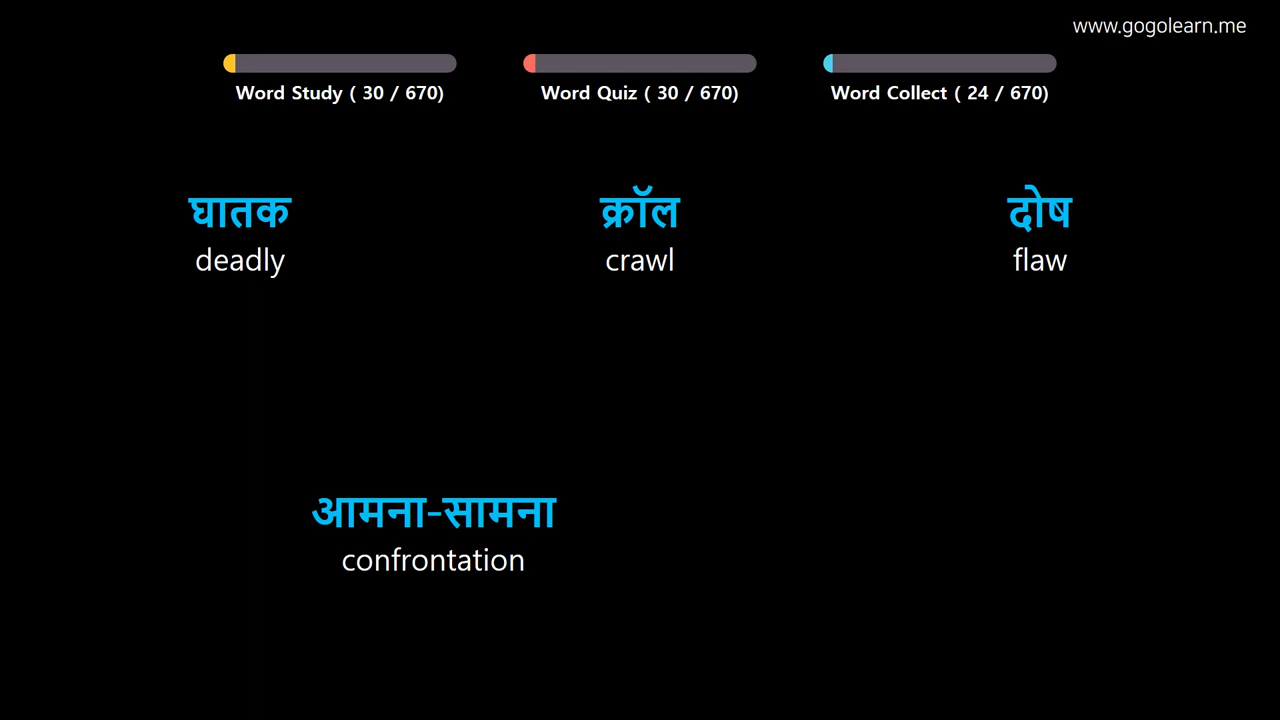 www.gogolearn.me
Word Study ( 30 / 670)
Word Quiz ( 30 / 670)
Word Collect ( 24 / 670)
घातक
deadly
क्रॉल
crawl
दोष
flaw
आमना-सामना
confrontation